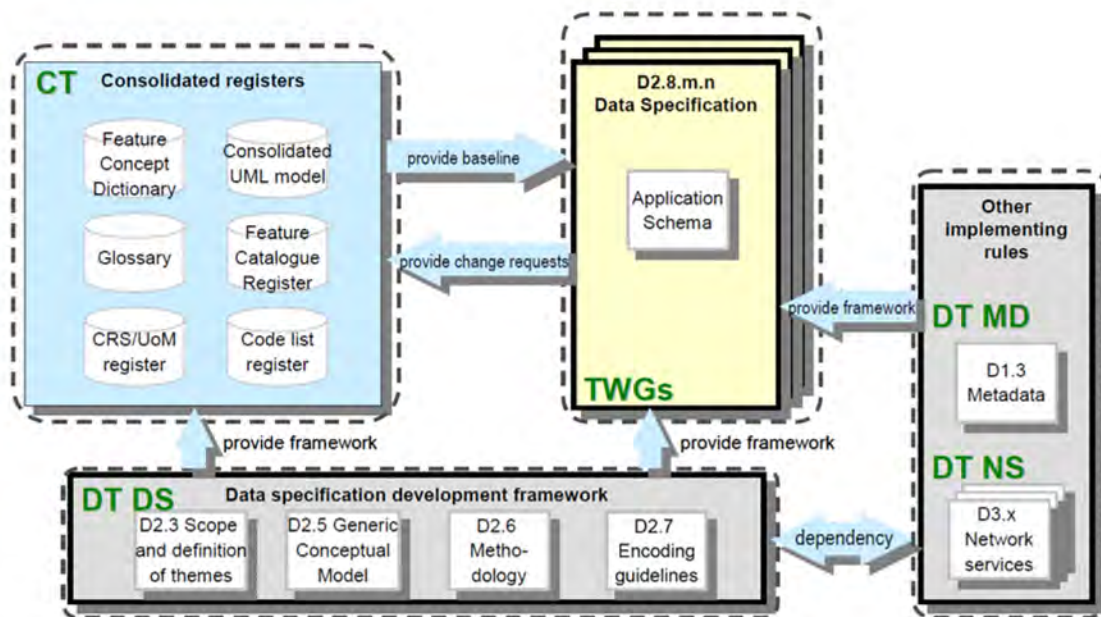 CT Consolidated registers
Feature
Concept
Dictionary
Consolidated
UML model
Glossary
Feature
Catalogue
Register
CRS/UoM
register
Code list
register
provide baseline
provide change requests
D2.8.m.n
Data Specification
Application
Schema
TWGs
Other
implementing
rules
provide framework
DT MD
D1.3
Metadata
DT NS
D3.x
Network
services
provide framework
provide framework
DT DS Data specification development framework
D2.3 Scope
and definition
of themes
D2.5 Generic
Conceptual
Model
D2.6
Metho-
dology
D2.7
Encoding
guidelines
dependency